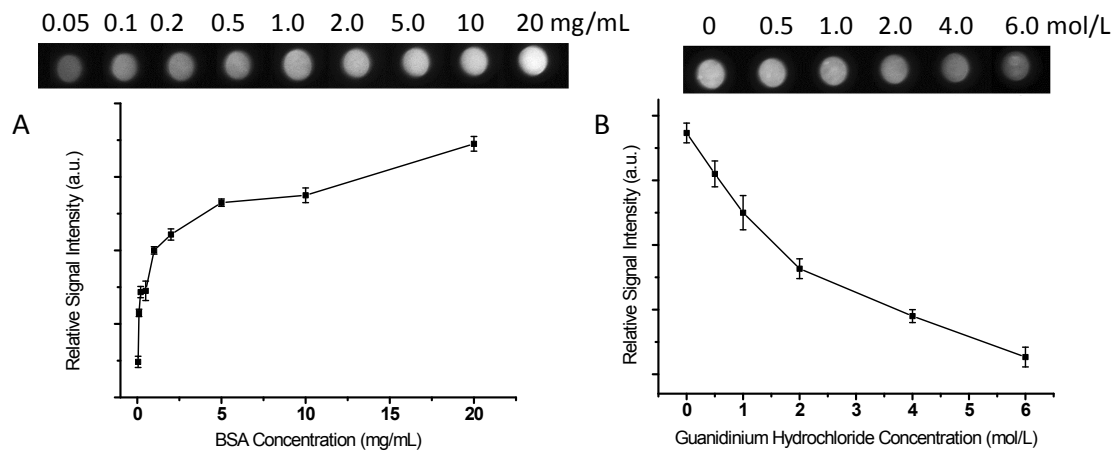 0.05 0.1 0.2 0.5 1.0 2.0 5.0 10 20 mg/mL
A
Relative Signal Intensity (a.u.)
0 5 10 15 20
BSA Concentration (mg/mL)
0 0.5 1.0 2.0 4.0 6.0 mol/L
B
Relative Signal Intensity (a.u.)
0 1 2 3 4 5 6
Guanidinium Hydrochloride Concentration (mol/L)